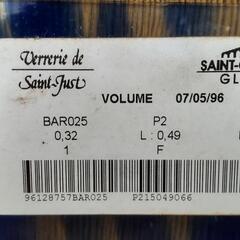 Verrerie de
Saint-Just
SAINT-G
GL
VOLUME 07/05/96
BAR025 P2
0,32 L : 0,49
1 F
96128757BAR025 P215049066